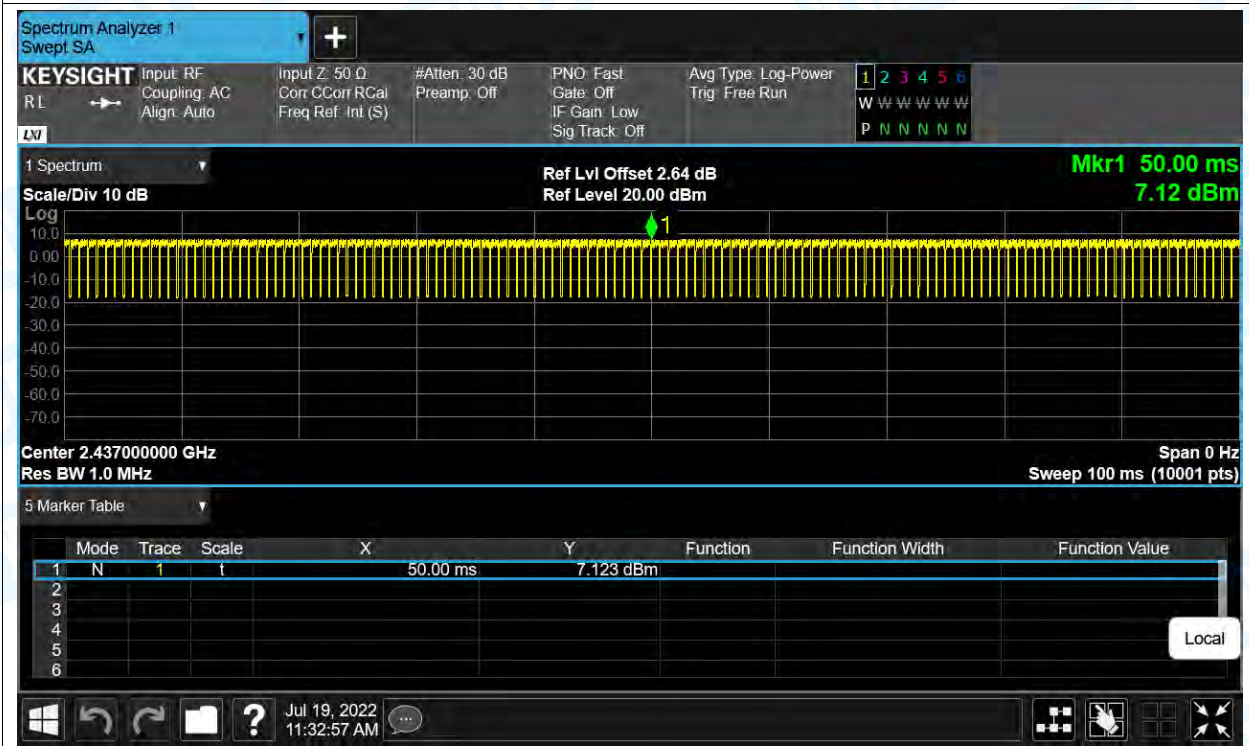 Spectrum Analyzer 1
Swept SA
KEYSIGHT
RL
LXI
Input: RF
Coupling: AC
Align: Auto
Input Z: 50 Ω
Corr CCorr RCal
Freq Ref: Int (S)
#Atten: 30 dB
Preamp: Off
PNO: Fast
Gate: Off
IF Gain: Low
Sig Track: Off
Avg Type: Log-Power
Trig: Free Run
1 2 3 4 5 6
W W W W W W
P N N N N N
1 Spectrum
Scale/Div 10 dB
Ref Lvl Offset 2.64 dB
Ref Level 20.00 dBm
Mkr1 50.00 ms
7.12 dBm
Log
1
10.0
0.00
-10.0
-20.0
-30.0
-40.0
-50.0
-60.0
-70.0
Center 2.437000000 GHz
Span 0 Hz
Res BW 1.0 MHz
Sweep 100 ms (10001 pts)
5 Marker Table
Mode Trace Scale X Y Function Function Width Function Value
1 N 1 t 50.00 ms 7.123 dBm
2
3
4
5
6
Local
?
Jul 19, 2022
11:32:57 AM